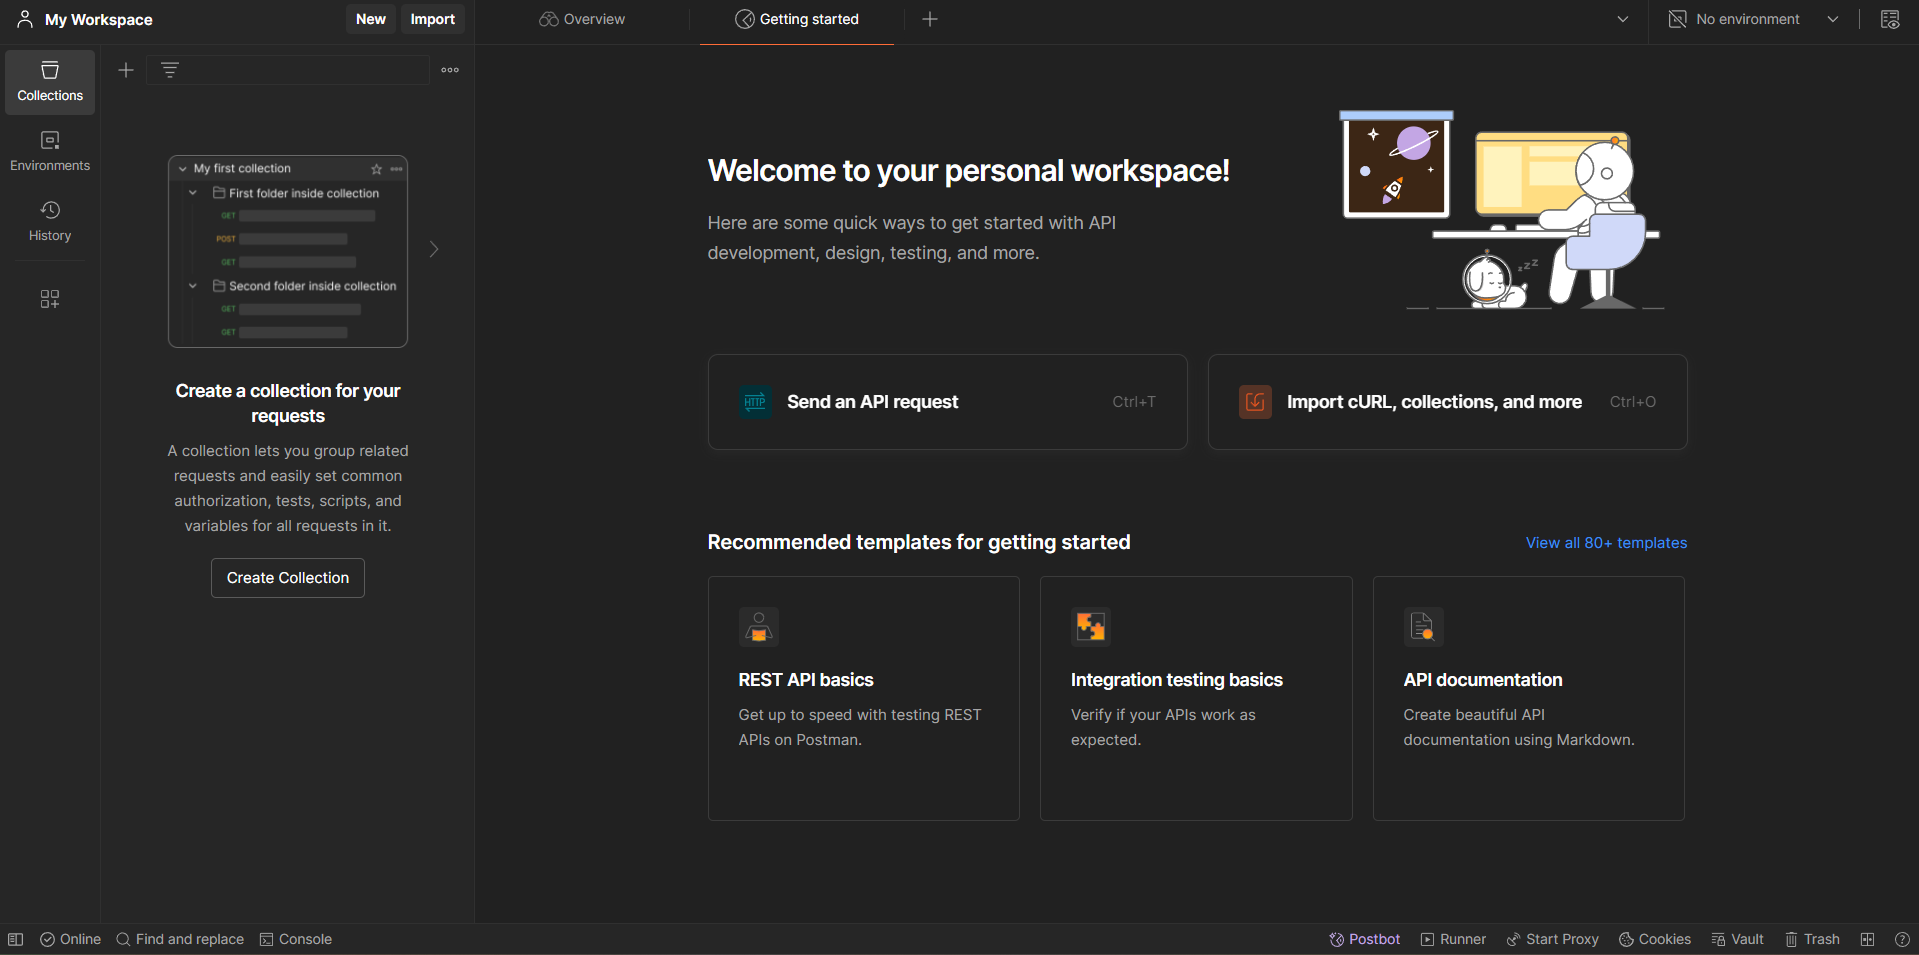 My Workspace
New
Import
Overview
Getting started
No environment
Collections
Environments
History
My first collection
First folder inside collection
GET
POST
GET
Second folder inside collection
GET
GET
Create a collection for your
requests
A collection lets you group related
requests and easily set common
authorization, tests, scripts, and
variables for all requests in it.
Create Collection
Welcome to your personal workspace!
Here are some quick ways to get started with API
development, design, testing, and more.
zzz
HTTP
Send an API request
Ctrl+T
Import cURL, collections, and more
Ctrl+O
Recommended templates for getting started
View all 80+ templates
REST API basics
Get up to speed with testing REST
APIs on Postman.
Integration testing basics
Verify if your APIs work as
expected.
API documentation
Create beautiful API
documentation using Markdown.
Online
Find and replace
Console
Postbot
Runner
Start Proxy
Cookies
Vault
Trash